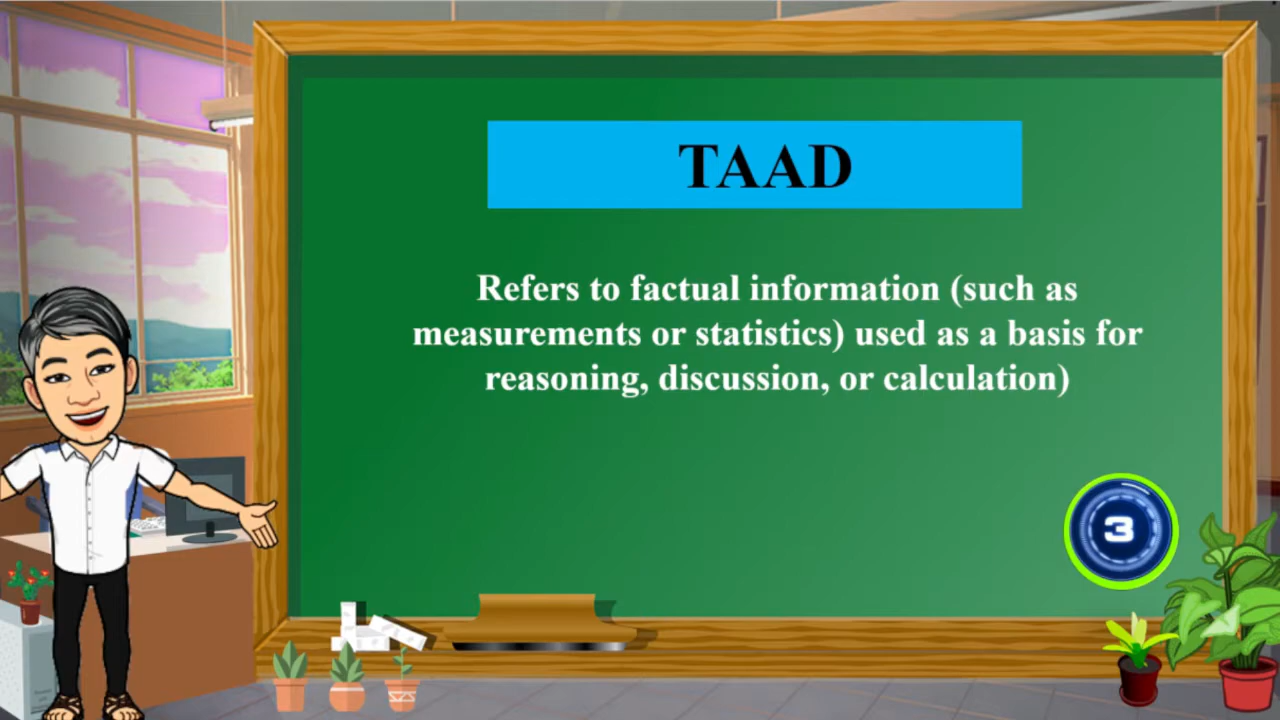 TAAD
Refers to factual information (such as
measurements or statistics) used as a basis for
reasoning, discussion, or calculation)
3